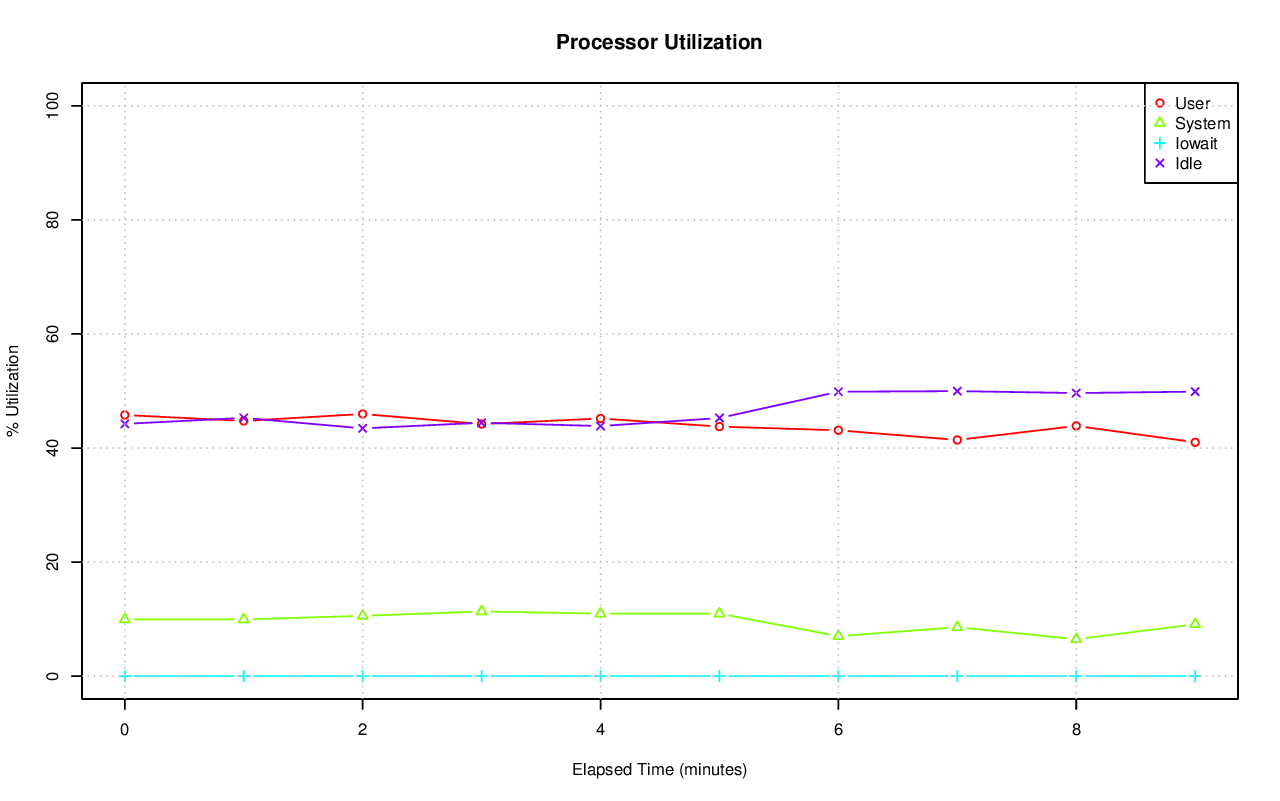 Processor Utilization
User
System
Iowait
Idle
% Utilization
100
80
60
40
20
0
0 2 4 6 8
Elapsed Time (minutes)